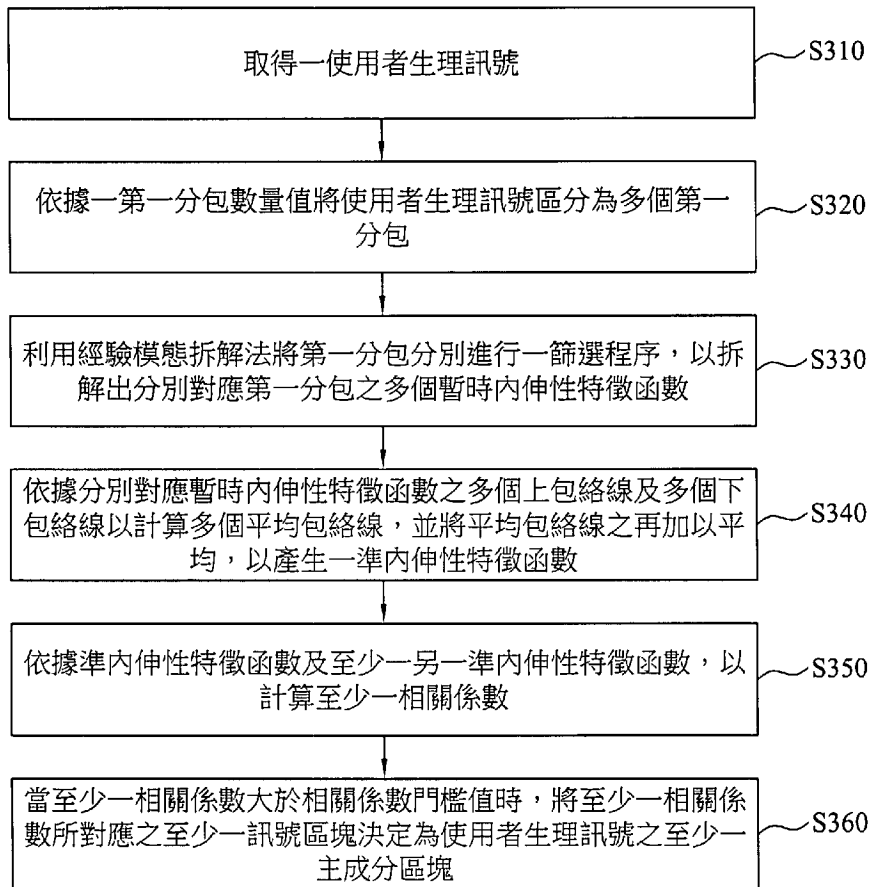 取得一使用者生理訊號
S310
依據一第一分包數量值將使用者生理訊號區分為多個第一
分包
S320
利用經驗模態拆解法將第一分包分別進行一篩選程序，以拆
解出分別對應第一分包之多個暫時內伸性特徵函數
S330
依據分別對應暫時內伸性特徵函數之多個上包絡線及多個下
包絡線以計算多個平均包絡線，並將平均包絡線之再加以平
均，以產生一準內伸性特徵函數
S340
依據準內伸性特徵函數及至少一另一準內伸性特徵函數，以
計算至少一相關係數
S350
當至少一相關係數大於相關係數門檻值時，將至少一相關係
數所對應之至少一訊號區塊決定為使用者生理訊號之至少一
主成分區塊
S360